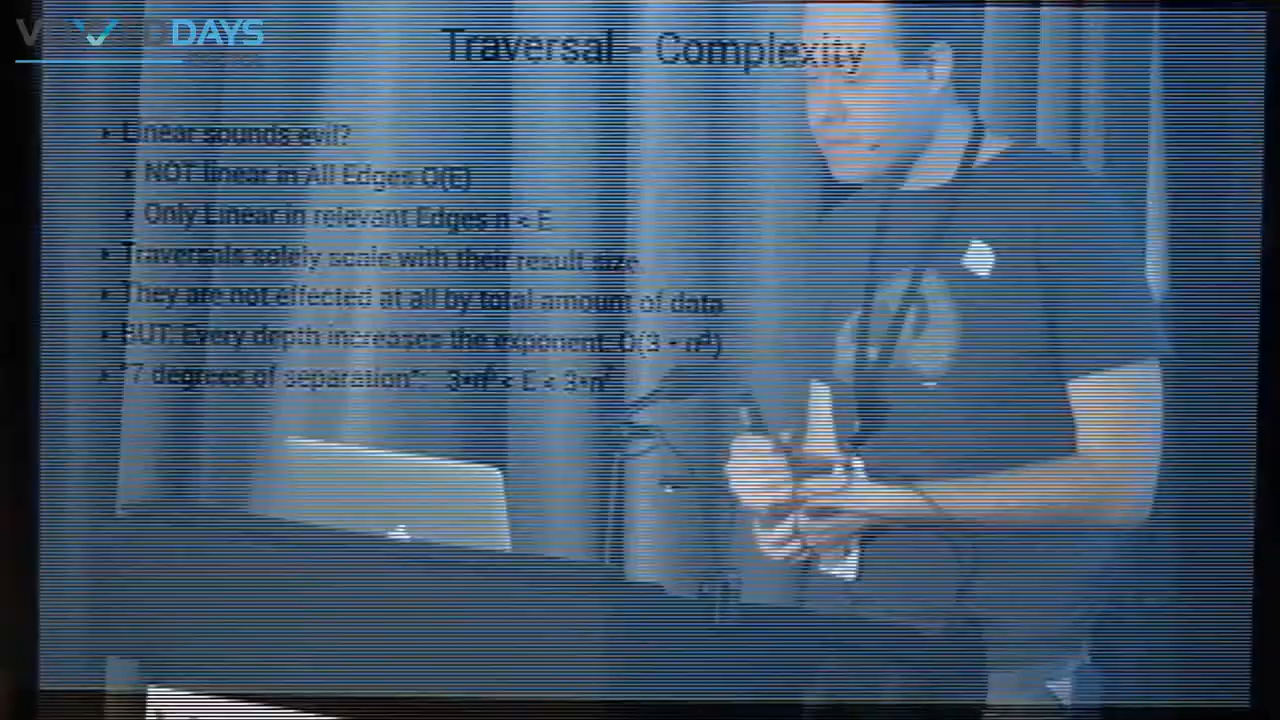 DAYS
Traversal - Complexity
Linear sounds evil?
NOT linear in All Edges O(E)
Only Linear in relevant Edges n < E
Traversals solely scale with their result size
They are not effected at all by total amount of data
BUT: Every depth increases the exponent: O(3 *
"7 degrees of separation": < E <